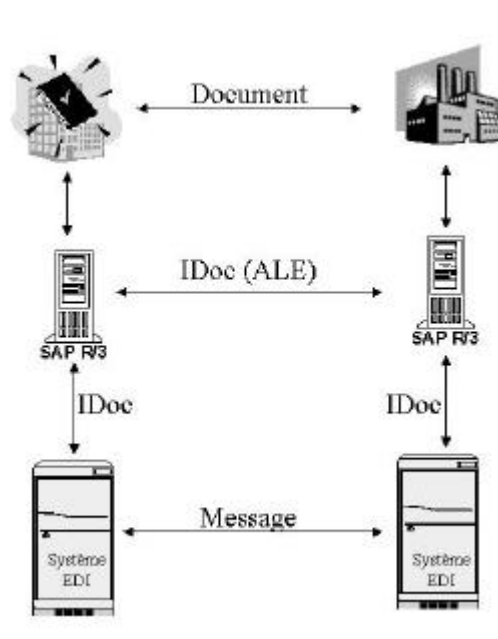 Document
IDoc (ALE)
SAP R/3
SAP R/3
IDoc
IDoc
Message
Système
EDI
Système
EDI